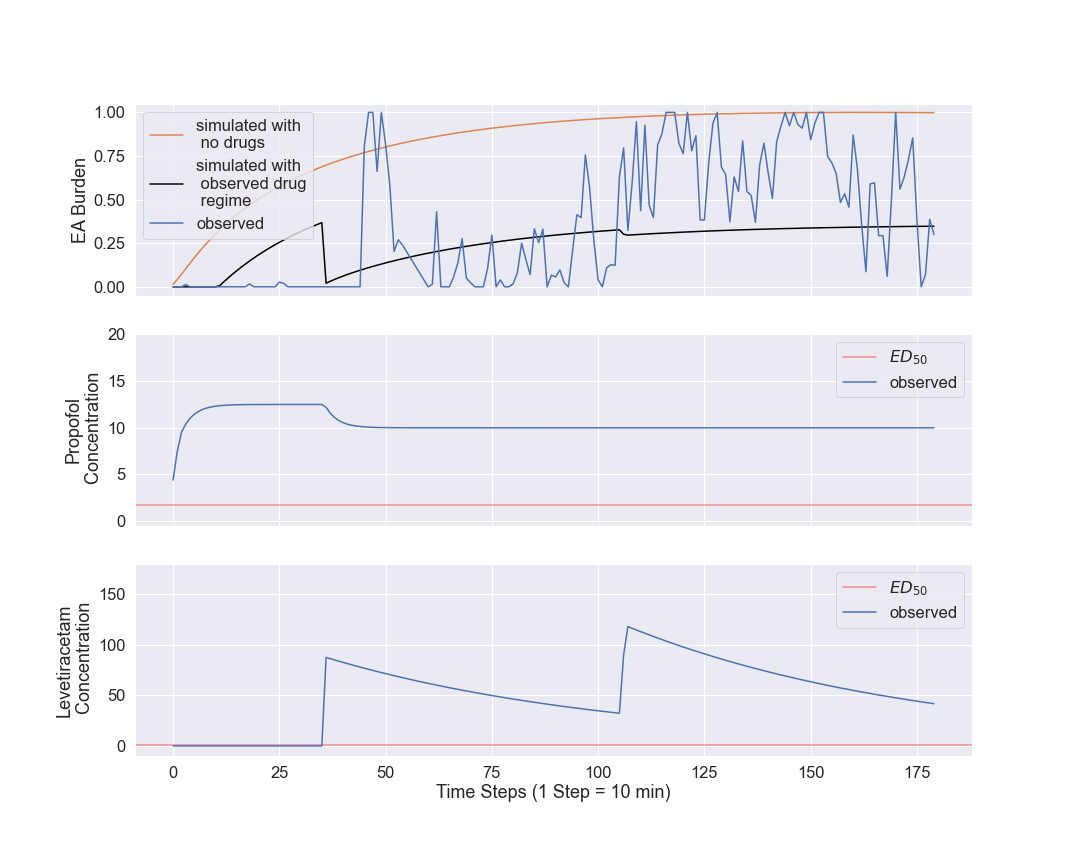 1.00
0.75
0.50
0.25
0.00
EA Burden
simulated with
no drugs
simulated with
observed drug
regime
observed
20
15
10
5
0
Propofol
Concentration
ED50
observed
150
100
50
0
Levetiracetam
Concentration
ED50
observed
0 25 50 75 100 125 150 175
Time Steps (1 Step = 10 min)